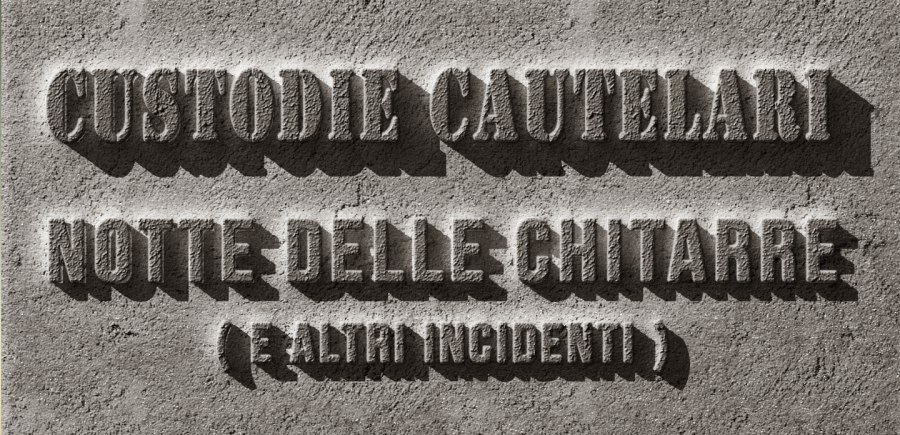 CUSTODIE CAUTELARI
NOTTE DELLE CHITARRE
( E ALTRI INCIDENTI )